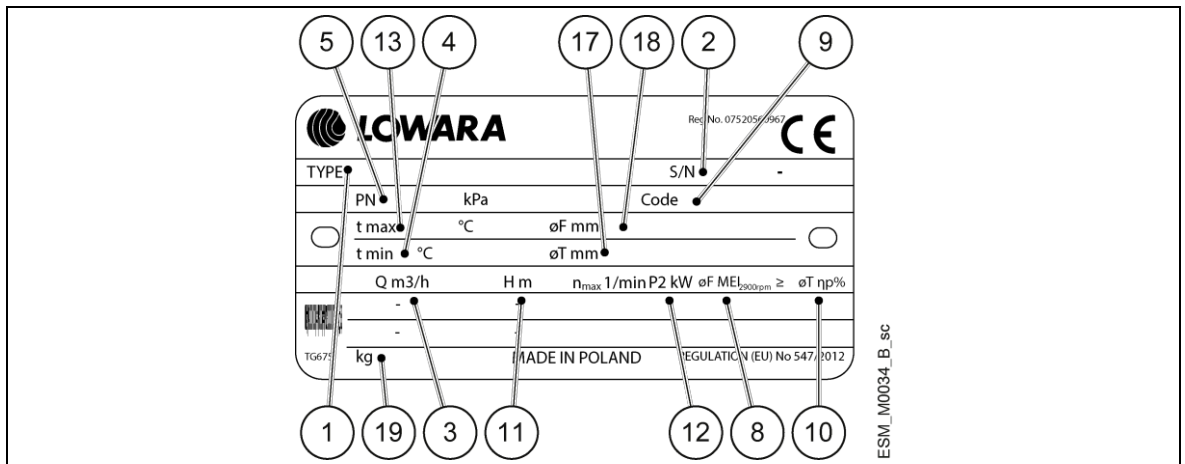 5 13 4 17 18 2 9
LOWARA
Reg No. 07520560967 CE
TYPE S/N -
PN kPa Code
t max °C øF mm
t min °C øT mm
Q m3/h H m nmax 1/min P2 kW øF MEI2900rpm ≥ øT ηp%
- -
- -
TG675 kg MADE IN POLAND REGULATION (EU) No 547/2012
1 19 3 11 12 8 10
ESM_M0034_B_sc